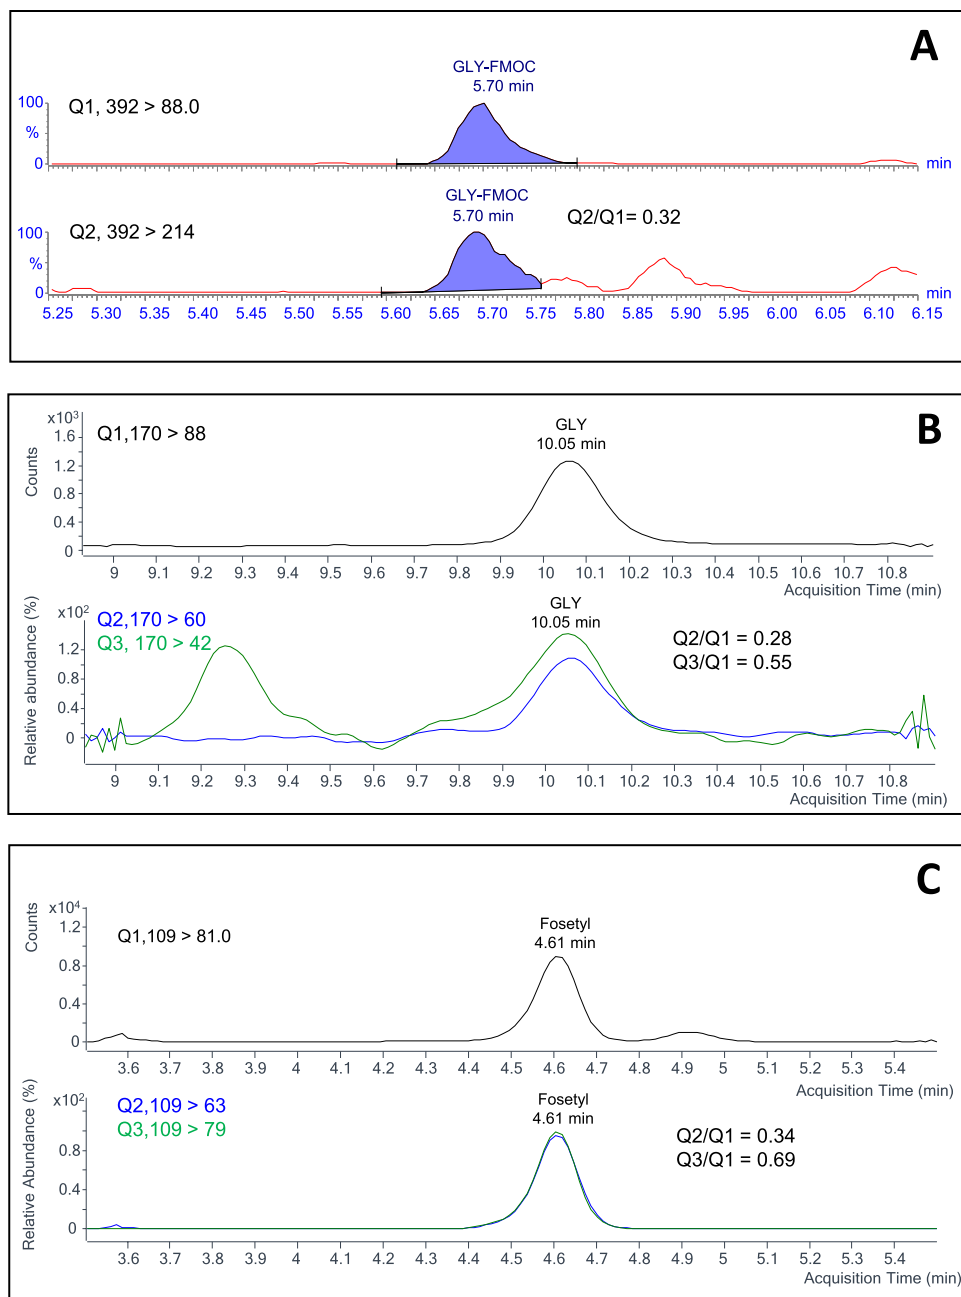 A
GLY-FMOC
5.70 min
100
Q1, 392 > 88.0
%
0
min
GLY-FMOC
5.70 min
Q2/Q1= 0.32
100
Q2, 392 > 214
%
0
min
5.25 5.30 5.35 5.40 5.45 5.50 5.55 5.60 5.65 5.70 5.75 5.80 5.85 5.90 5.95 6.00 6.05 6.10 6.15
B
x10³
Q1,170 > 88
GLY
10.05 min
Counts
1.6
1.2
0.8
0.4
0
9 9.1 9.2 9.3 9.4 9.5 9.6 9.7 9.8 9.9 10 10.1 10.2 10.3 10.4 10.5 10.6 10.7 10.8
Acquisition Time (min)
x10²
Q2,170 > 60
Q3, 170 > 42
GLY
10.05 min
Q2/Q1 = 0.28
Q3/Q1 = 0.55
Relative abundance (%)
1.2
0.8
0.4
0
9 9.1 9.2 9.3 9.4 9.5 9.6 9.7 9.8 9.9 10 10.1 10.2 10.3 10.4 10.5 10.6 10.7 10.8
Acquisition Time (min)
C
x10⁴
Q1,109 > 81.0
Fosetyl
4.61 min
Counts
1.2
0.8
0.4
0
3.6 3.7 3.8 3.9 4 4.1 4.2 4.3 4.4 4.5 4.6 4.7 4.8 4.9 5 5.1 5.2 5.3 5.4
Acquisition Time (min)
x10²
Q2,109 > 63
Q3,109 > 79
Fosetyl
4.61 min
Q2/Q1 = 0.34
Q3/Q1 = 0.69
Relative Abundance (%)
0.8
0.4
0
3.6 3.7 3.8 3.9 4 4.1 4.2 4.3 4.4 4.5 4.6 4.7 4.8 4.9 5 5.1 5.2 5.3 5.4
Acquisition Time (min)